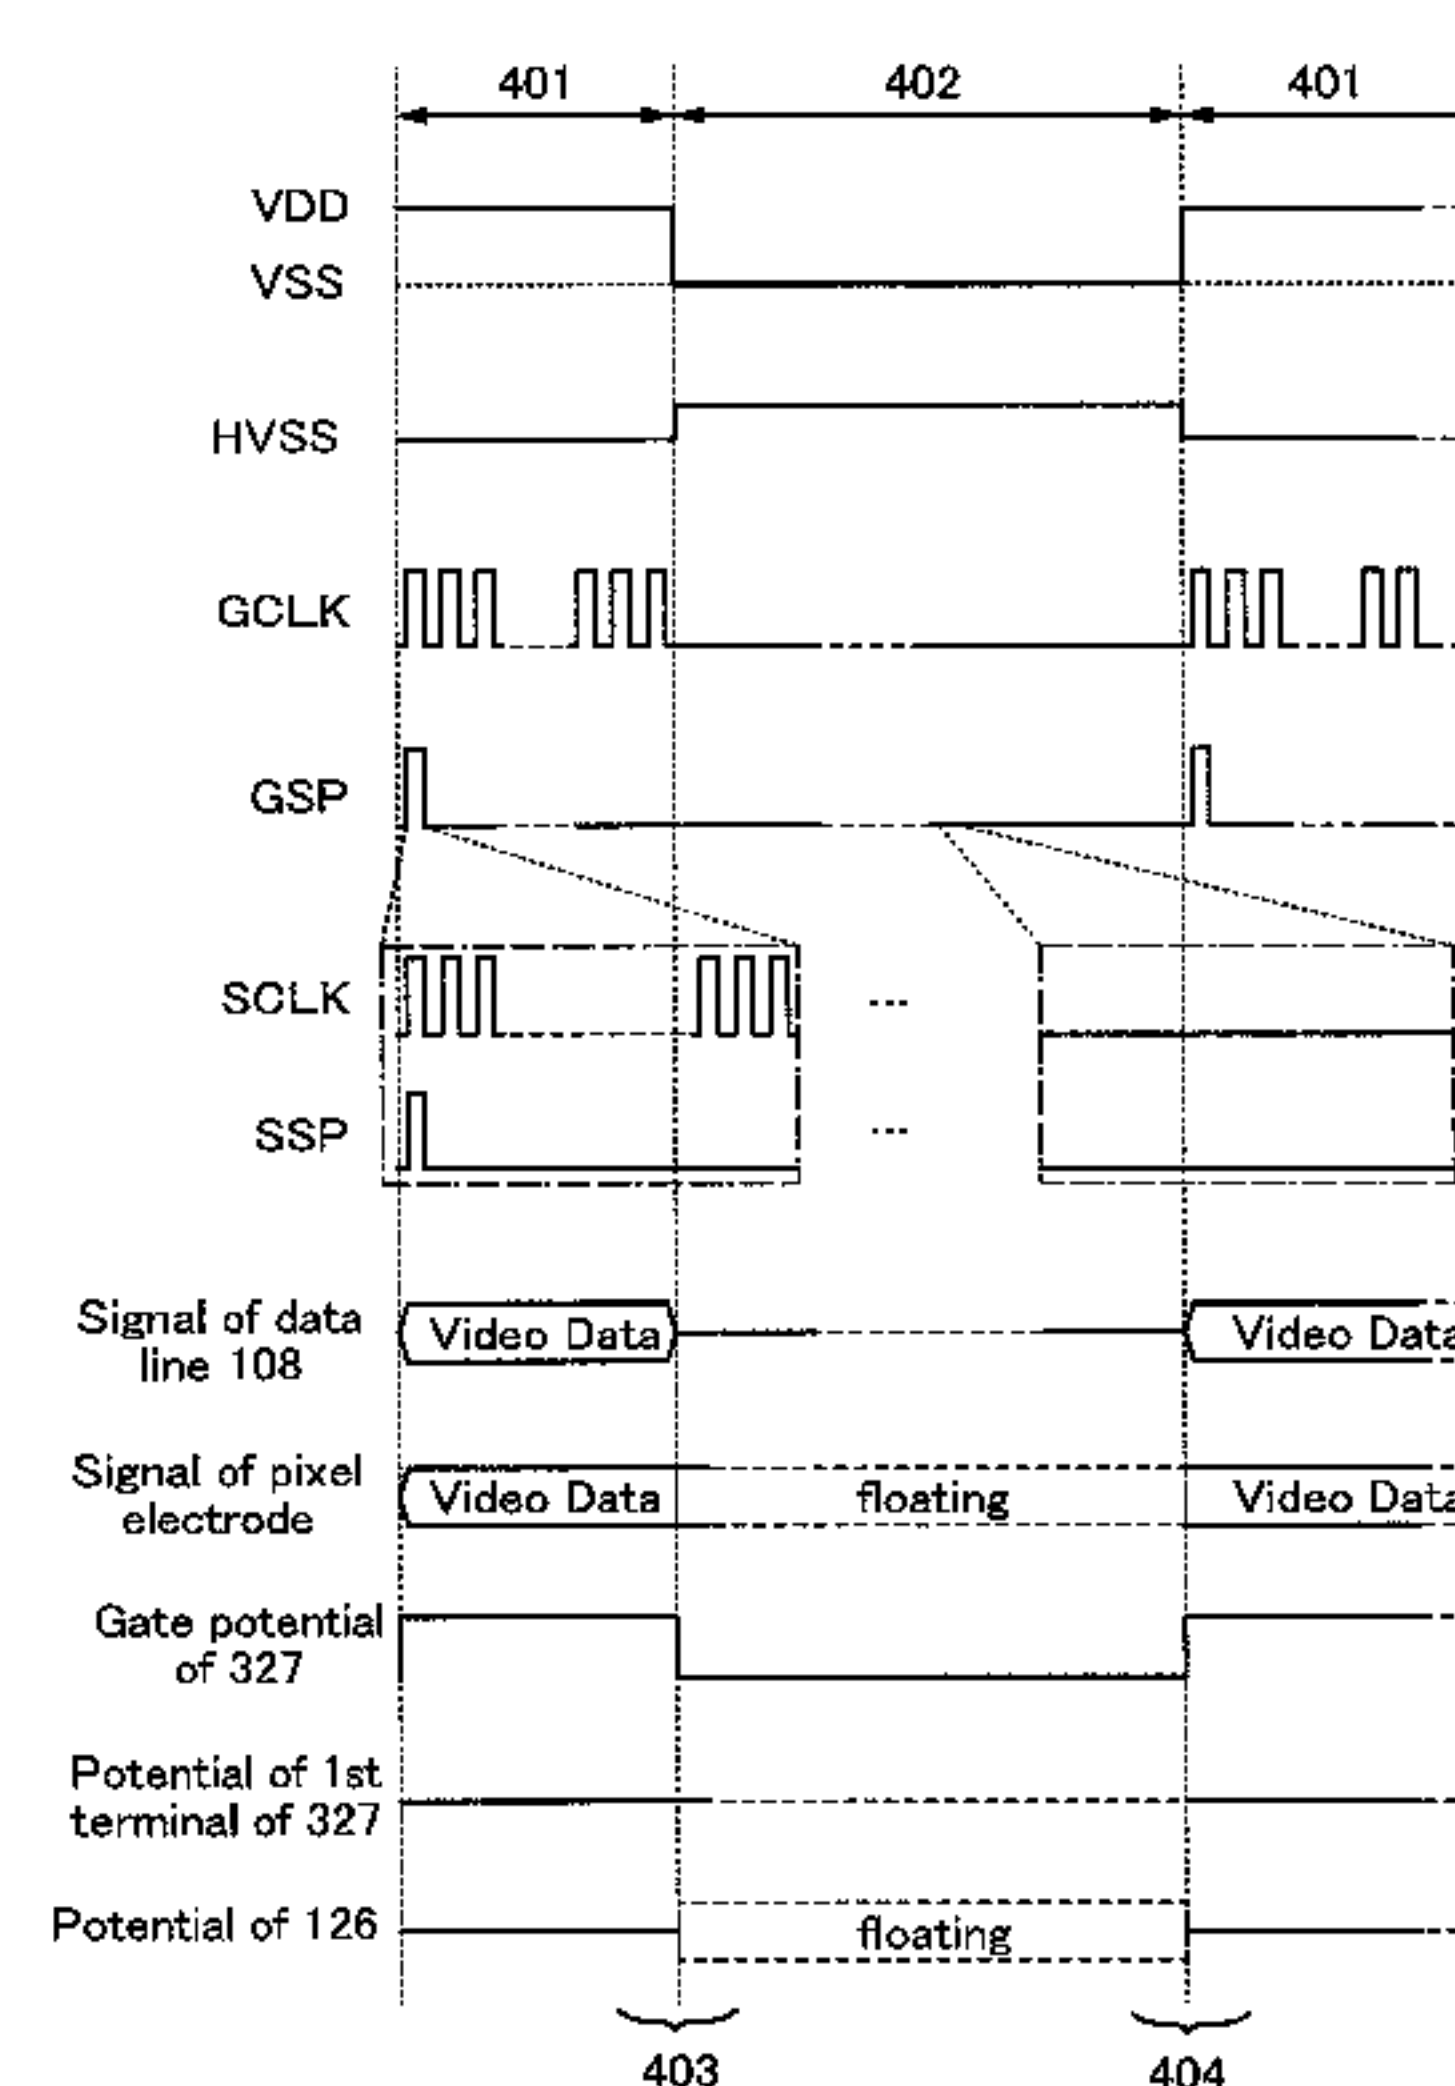 401 402 401
VDD
VSS
HVSS
GCLK
GSP
SCLK ...
SSP ...
Signal of data
line 108
Video Data Video Data
Signal of pixel
electrode
Video Data floating Video Data
Gate potential
of 327
Potential of 1st
terminal of 327
Potential of 126 floating
403 404